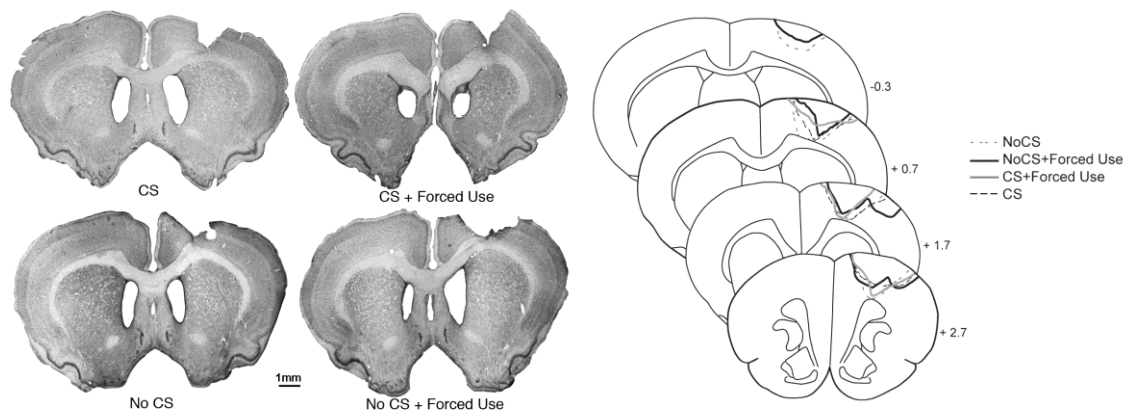 CS
CS + Forced Use
No CS
1mm
No CS + Forced Use
-0.3
+ 0.7
+ 1.7
+ 2.7
NoCS
NoCS+Forced Use
CS+Forced Use
CS